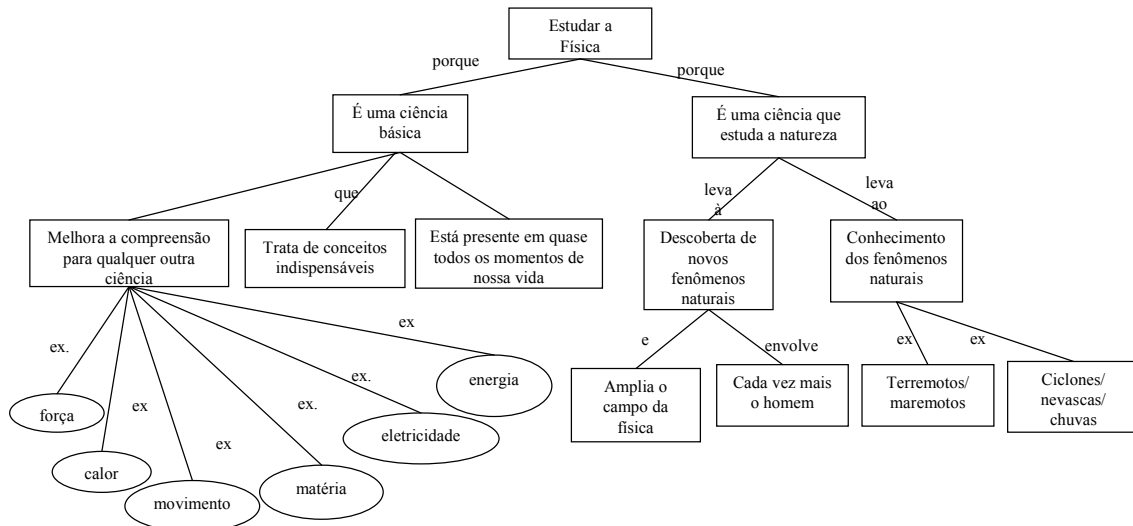 Estudar a
Física
porque
porque
É uma ciência
básica
É uma ciência que
estuda a natureza
que
leva
à
leva
ao
Melhora a compreensão
para qualquer outra
ciência
Trata de conceitos
indispensáveis
Está presente em quase
todos os momentos de
nossa vida
Descoberta de
novos
fenômenos
naturais
Conhecimento
dos fenômenos
naturais
ex.
ex
ex
ex.
ex.
ex
e
envolve
ex
ex
força
calor
movimento
matéria
eletricidade
energia
Amplia o
campo da
física
Cada vez mais
o homem
Terremotos/
maremotos
Ciclones/
nevascas/
chuvas